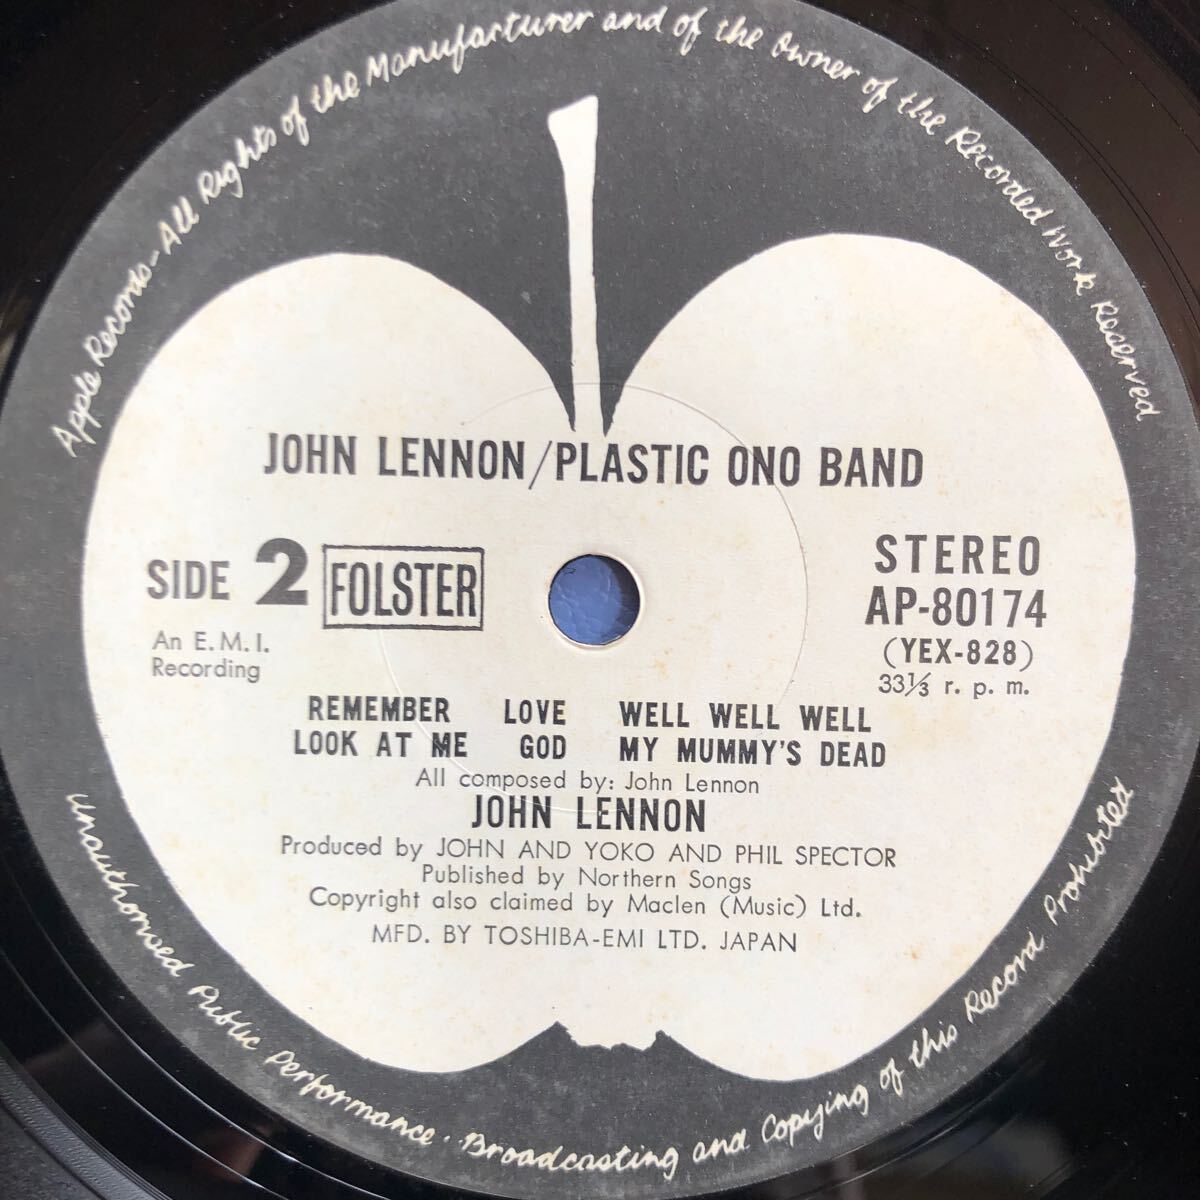 Apple Records-All Rights of the Manufacturer and of the Owner of the Recorded Work Reserved
JOHN LENNON/PLASTIC ONO BAND
SIDE 2 FOLSTER
An E.M.I.
Recording
STEREO
AP-80174
(YEX-828)
33⅓ r. p. m.
REMEMBER LOVE WELL WELL WELL
LOOK AT ME GOD MY MUMMY'S DEAD
All composed by: John Lennon
JOHN LENNON
Produced by JOHN AND YOKO AND PHIL SPECTOR
Published by Northern Songs
Copyright also claimed by Maclen (Music) Ltd.
MFD. BY TOSHIBA-EMI LTD. JAPAN
Unauthorised Public Performance · Broadcasting and Copying of this Record Prohibited